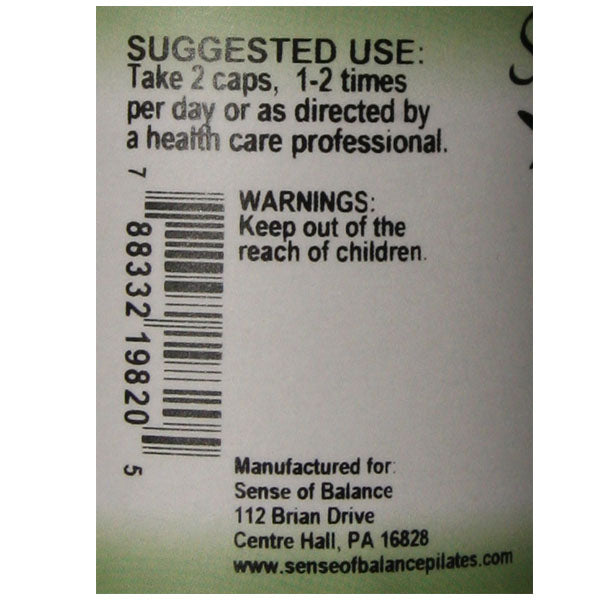 SUGGESTED USE:
Take 2 caps, 1-2 times
per day or as directed by
a health care professional.
7 88332 19820 5
WARNINGS:
Keep out of the
reach of children.
Manufactured for:
Sense of Balance
112 Brian Drive
Centre Hall, PA 16828
www.senseofbalancepilates.com